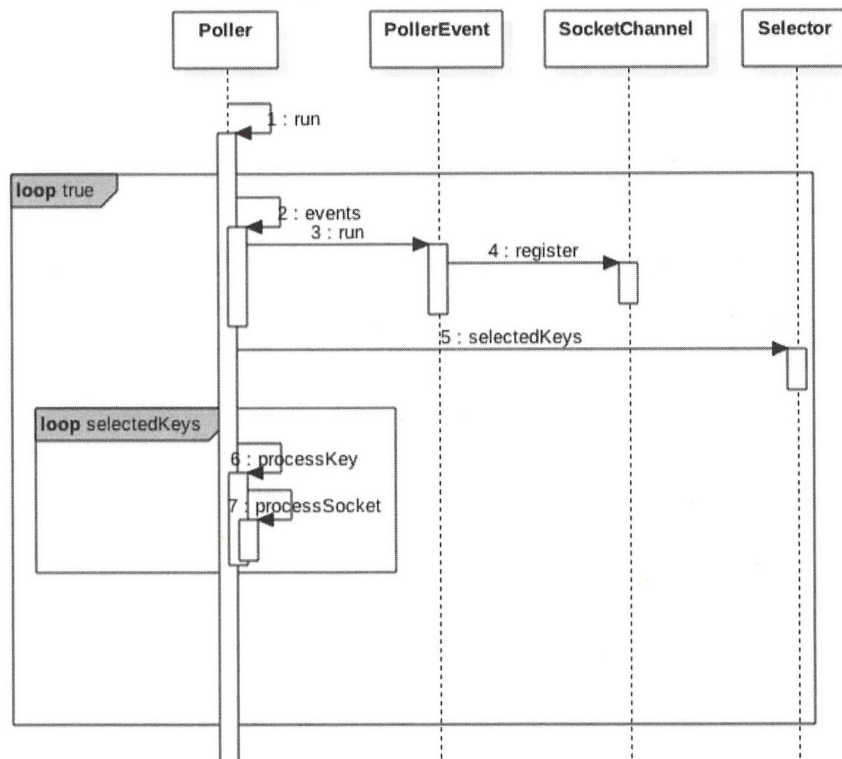 Poller
PollerEvent
SocketChannel
Selector
1 : run
loop true
2 : events
3 : run
4 : register
5 : selectedKeys
loop selectedKeys
6 : processKey
7 : processSocket